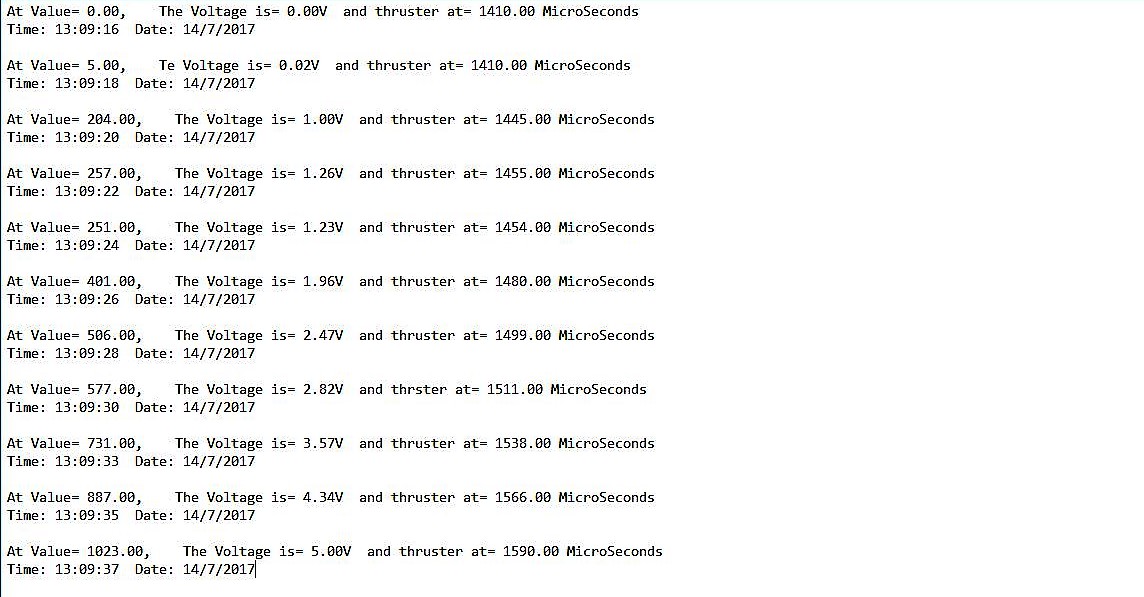 At Value= 0.00,    The Voltage is= 0.00V  and thruster at= 1410.00 MicroSeconds
Time: 13:09:16  Date: 14/7/2017
At Value= 5.00,    Te Voltage is= 0.02V  and thruster at= 1410.00 MicroSeconds
Time: 13:09:18  Date: 14/7/2017
At Value= 204.00,    The Voltage is= 1.00V  and thruster at= 1445.00 MicroSeconds
Time: 13:09:20  Date: 14/7/2017
At Value= 257.00,    The Voltage is= 1.26V  and thruster at= 1455.00 MicroSeconds
Time: 13:09:22  Date: 14/7/2017
At Value= 251.00,    The Voltage is= 1.23V  and thruster at= 1454.00 MicroSeconds
Time: 13:09:24  Date: 14/7/2017
At Value= 401.00,    The Voltage is= 1.96V  and thruster at= 1480.00 MicroSeconds
Time: 13:09:26  Date: 14/7/2017
At Value= 506.00,    The Voltage is= 2.47V  and thruster at= 1499.00 MicroSeconds
Time: 13:09:28  Date: 14/7/2017
At Value= 577.00,    The Voltage is= 2.82V  and thrster at= 1511.00 MicroSeconds
Time: 13:09:30  Date: 14/7/2017
At Value= 731.00,    The Voltage is= 3.57V  and thruster at= 1538.00 MicroSeconds
Time: 13:09:33  Date: 14/7/2017
At Value= 887.00,    The Voltage is= 4.34V  and thruster at= 1566.00 MicroSeconds
Time: 13:09:35  Date: 14/7/2017
At Value= 1023.00,    The Voltage is= 5.00V  and thruster at= 1590.00 MicroSeconds
Time: 13:09:37  Date: 14/7/2017